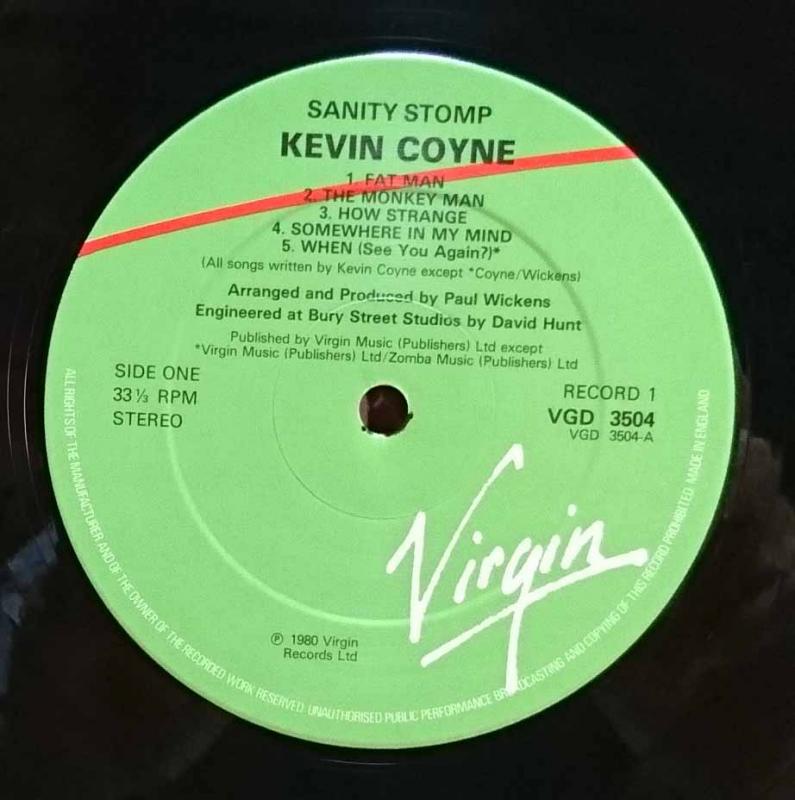 SANITY STOMP
KEVIN COYNE
1. FAT MAN
2. THE MONKEY MAN
3. HOW STRANGE
4. SOMEWHERE IN MY MIND
5. WHEN (See You Again?)*
(All songs written by Kevin Coyne except *Coyne/Wickens)
Arranged and Produced by Paul Wickens
Engineered at Bury Street Studios by David Hunt
Published by Virgin Music (Publishers) Ltd except
*Virgin Music (Publishers) Ltd/Zomba Music (Publishers) Ltd
SIDE ONE
33⅓ RPM
STEREO
RECORD 1
VGD 3504
VGD 3504-A
Virgin
℗ 1980 Virgin
Records Ltd
ALL RIGHTS OF THE MANUFACTURER AND OF THE OWNER OF THE RECORDED WORK RESERVED. UNAUTHORISED PUBLIC PERFORMANCE BROADCASTING AND COPYING OF THIS RECORD PROHIBITED. MADE IN ENGLAND